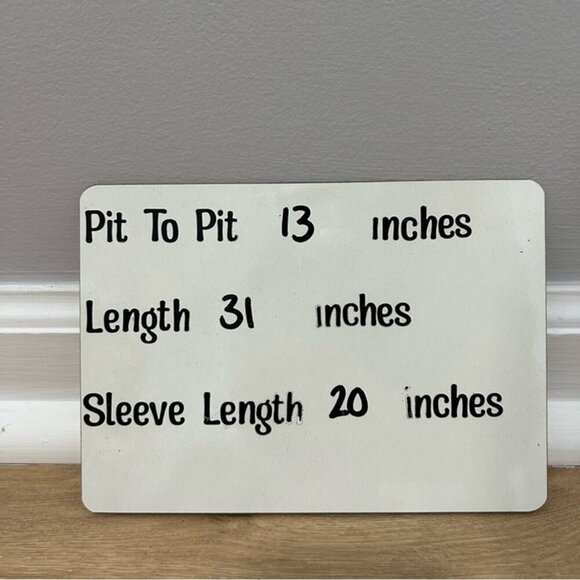 Pit To Pit 13 inches
Length 31 inches
Sleeve Length 20 inches